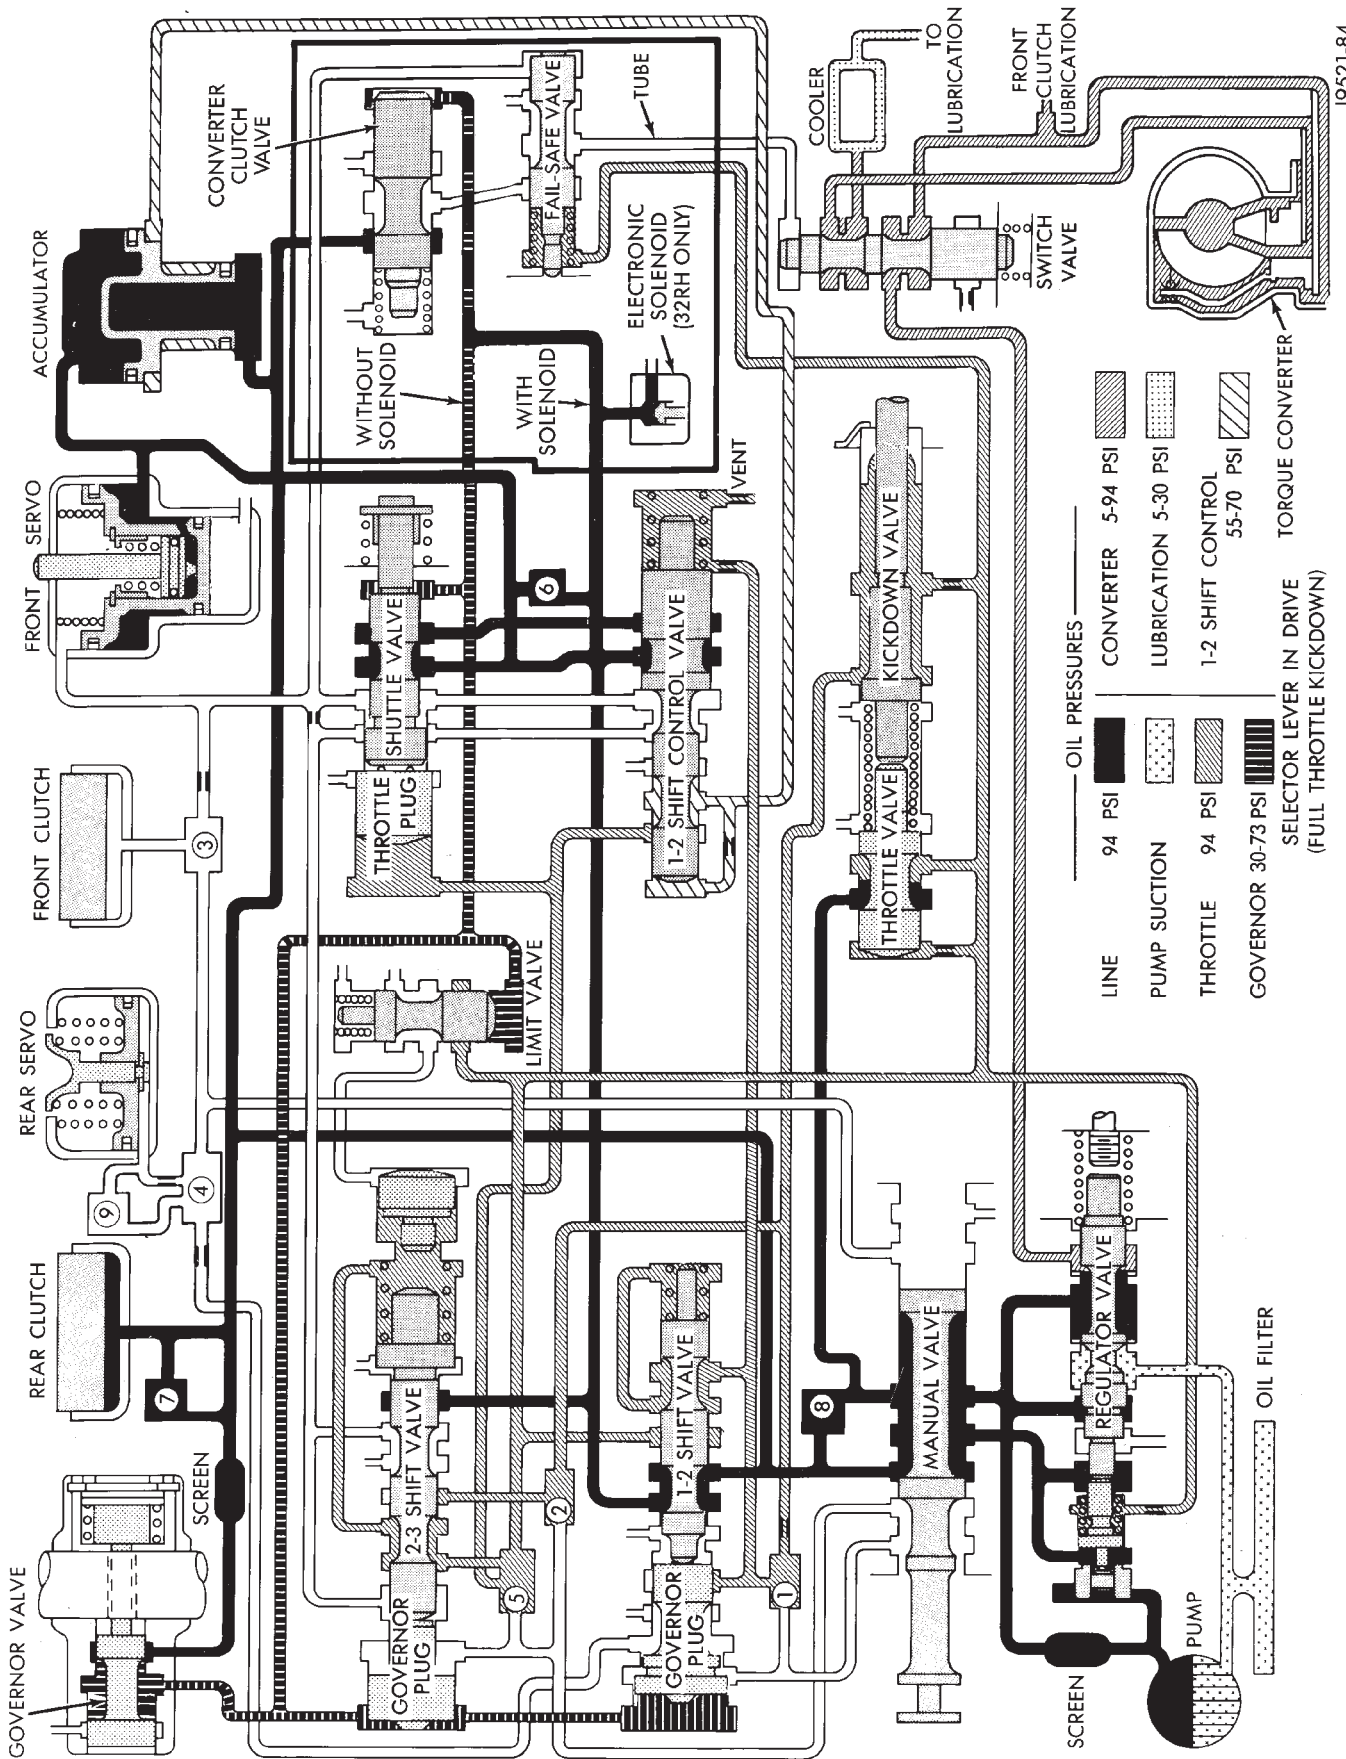 GOVERNOR VALVE
REAR CLUTCH
REAR SERVO
FRONT CLUTCH
FRONT SERVO
ACCUMULATOR
SCREEN
7
4
9
3
CONVERTER
CLUTCH
VALVE
WITHOUT
SOLENOID
WITH
SOLENOID
ELECTRONIC
SOLENOID
(32RH ONLY)
FAIL-SAFE VALVE
TUBE
GOVERNOR
PLUG
2-3 SHIFT VALVE
LIMIT VALVE
THROTTLE
PLUG
SHUTTLE VALVE
6
5
2
GOVERNOR
PLUG
1-2 SHIFT VALVE
1-2 SHIFT CONTROL VALVE
VENT
1
8
THROTTLE VALVE
KICKDOWN VALVE
SWITCH
VALVE
COOLER
TO
LUBRICATION
FRONT
CLUTCH
LUBRICATION
MANUAL VALVE
REGULATOR VALVE
SCREEN
PUMP
OIL FILTER
OIL PRESSURES
LINE 94 PSI
PUMP SUCTION
THROTTLE 94 PSI
GOVERNOR 30-73 PSI
CONVERTER 5-94 PSI
LUBRICATION 5-30 PSI
1-2 SHIFT CONTROL
55-70 PSI
SELECTOR LEVER IN DRIVE
(FULL THROTTLE KICKDOWN)
TORQUE CONVERTER